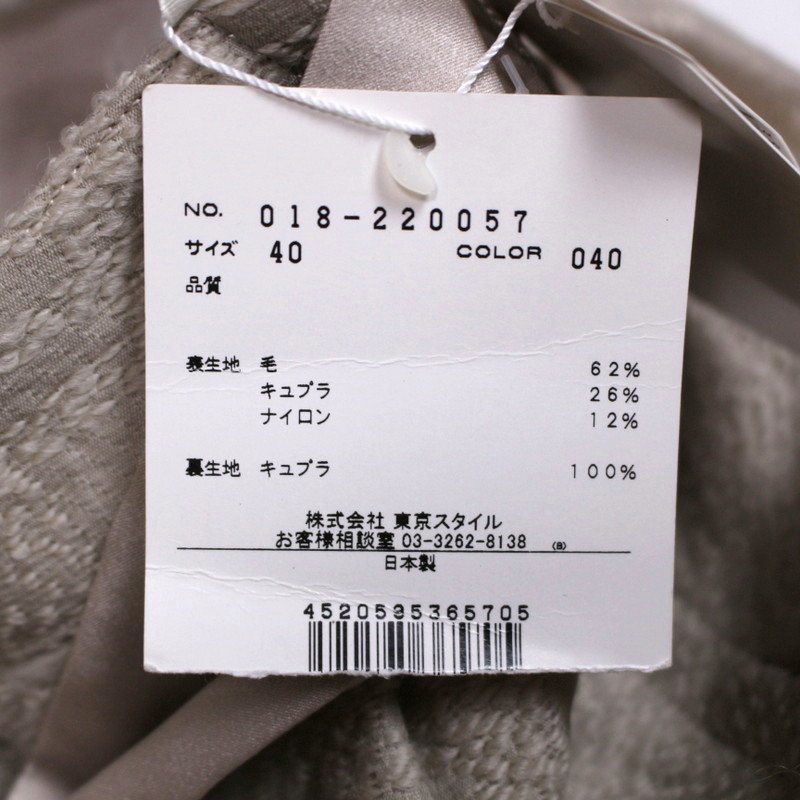 NO. 018-220057
サイズ 40 COLOR 040
品質
表生地 毛 62%
キュプラ 26%
ナイロン 12%
裏生地 キュプラ 100%
株式会社 東京スタイル
お客様相談室 03-3262-8138 (8)
日本製
4520595365705